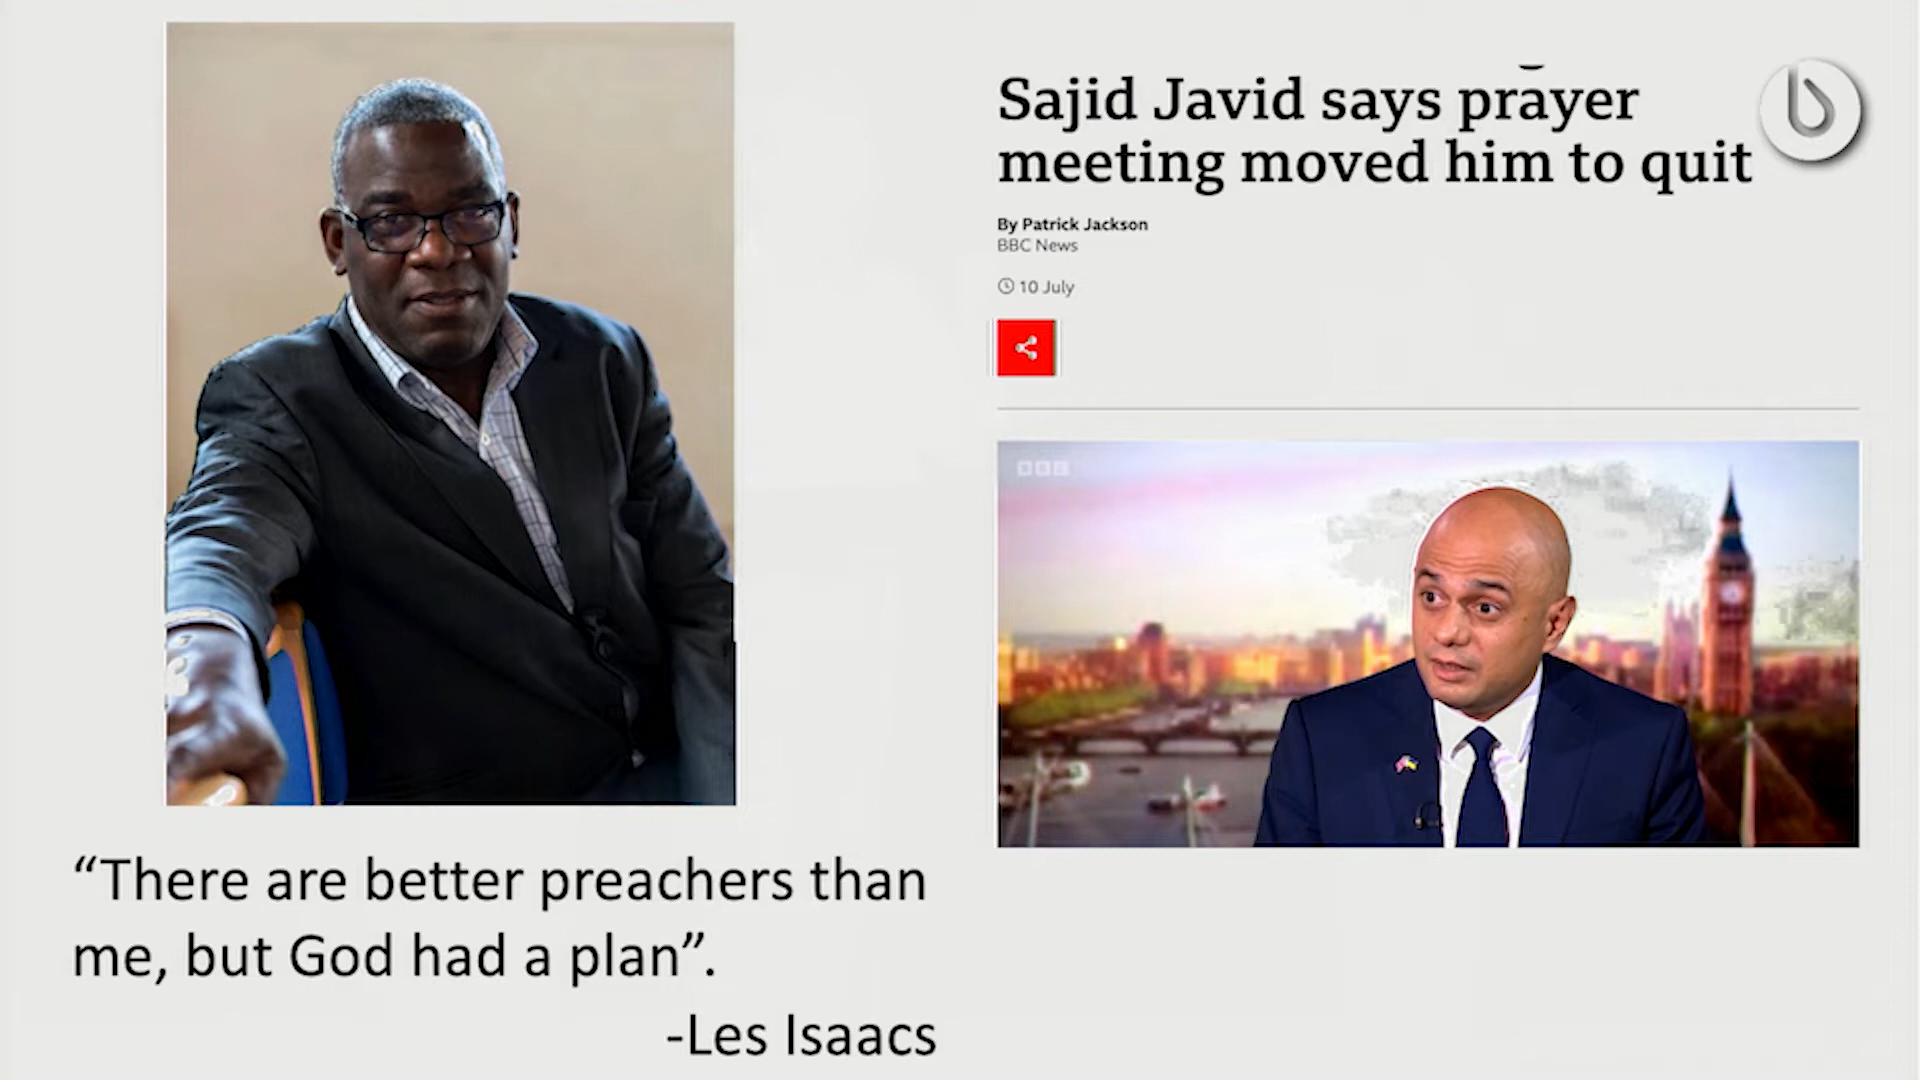 Sajid Javid says prayer
meeting moved him to quit
By Patrick Jackson
BBC News
10 July
BBC
“There are better preachers than
me, but God had a plan”.
-Les Isaacs